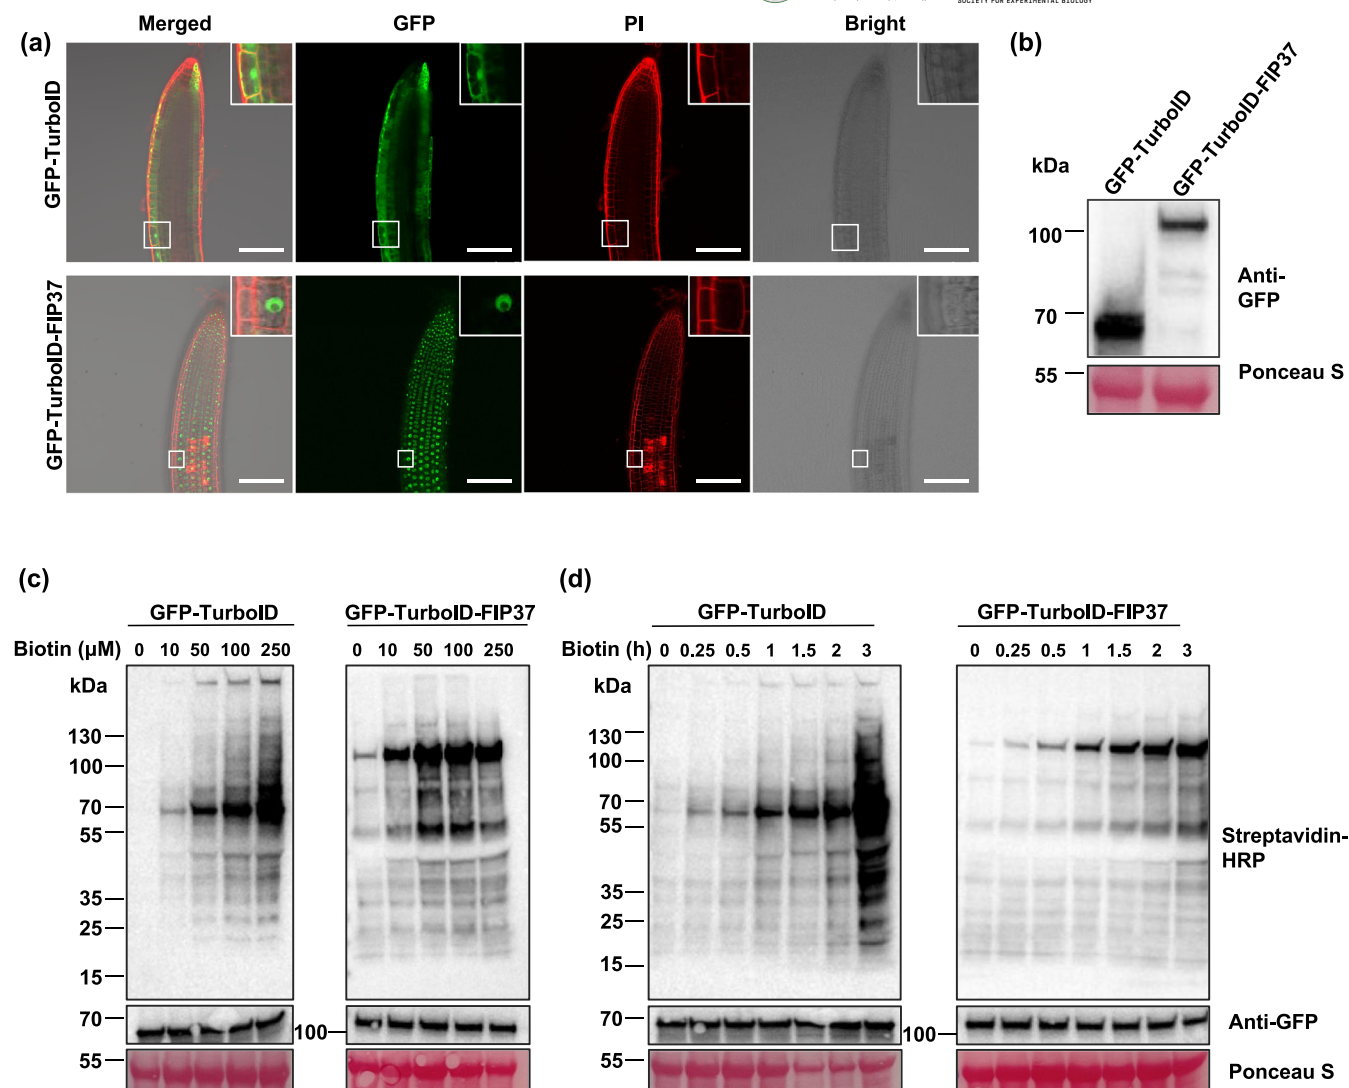 SOCIETY FOR EXPERIMENTAL BIOLOGY
Merged GFP PI Bright
(a)
GFP-TurboID
GFP-TurboID-FIP37
(b)
GFP-TurboID
GFP-TurboID-FIP37
kDa
100
70
Anti-
GFP
55
Ponceau S
(c)
GFP-TurboID GFP-TurboID-FIP37
Biotin (μM) 0 10 50 100 250 0 10 50 100 250
kDa
130
100
70
55
35
25
15
70
100
55
(d)
GFP-TurboID GFP-TurboID-FIP37
Biotin (h) 0 0.25 0.5 1 1.5 2 3 0 0.25 0.5 1 1.5 2 3
kDa
130
100
70
55
35
25
15
Streptavidin-
HRP
70
100
Anti-GFP
55
Ponceau S